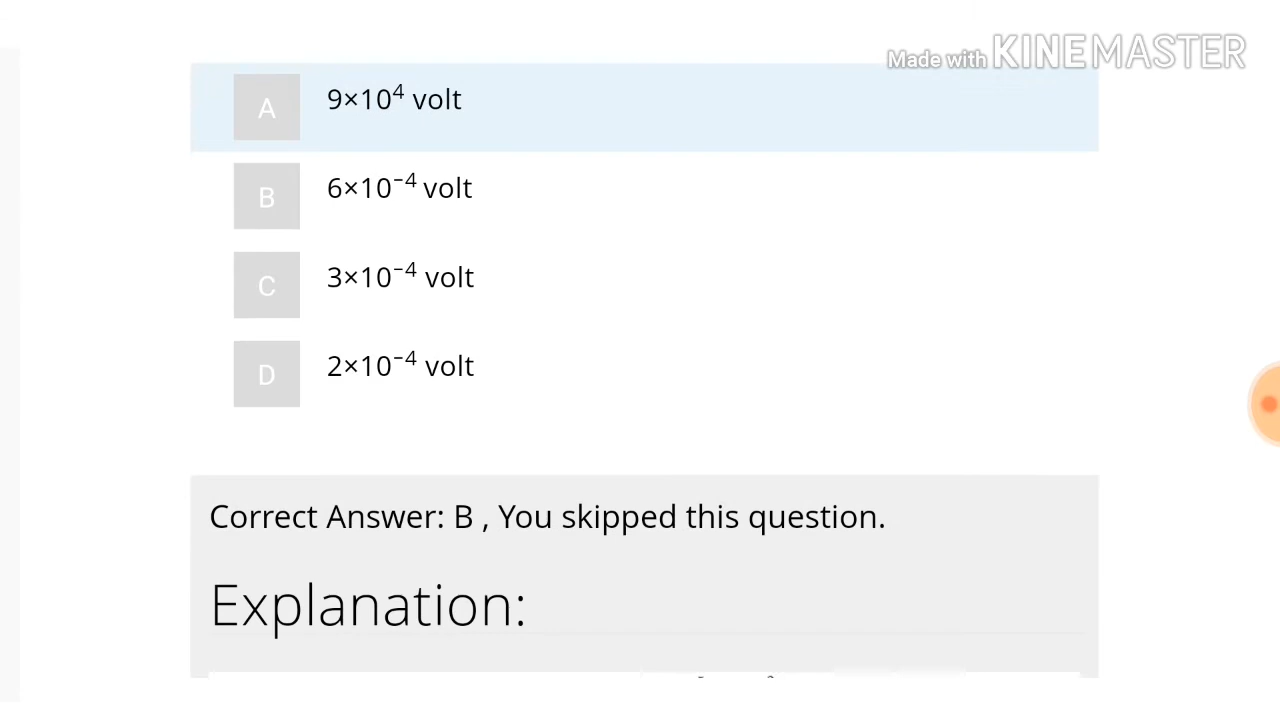 Made with KINEMASTER
A 9×10⁴ volt
B 6×10⁻⁴ volt
C 3×10⁻⁴ volt
D 2×10⁻⁴ volt
Correct Answer: B , You skipped this question.
Explanation: